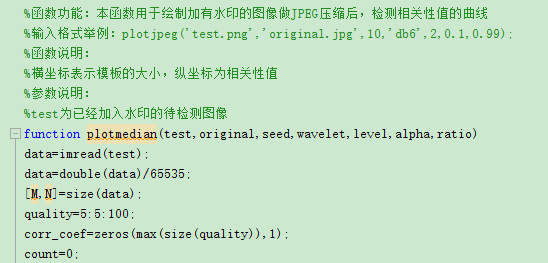 %函数功能：本函数用于绘制加有水印的图像做JPEG压缩后，检测相关性值的曲线
%输入格式举例：plotjpeg('test.png','original.jpg',10,'db6',2,0.1,0.99);
%函数说明：
%横坐标表示模板的大小，纵坐标为相关性值
%参数说明：
%test为已经加入水印的待检测图像
function plotmedian(test,original,seed,wavelet,level,alpha,ratio)
data=imread(test);
data=double(data)/65535;
[M,N]=size(data);
quality=5:5:100;
corr_coef=zeros(max(size(quality)),1);
count=0;